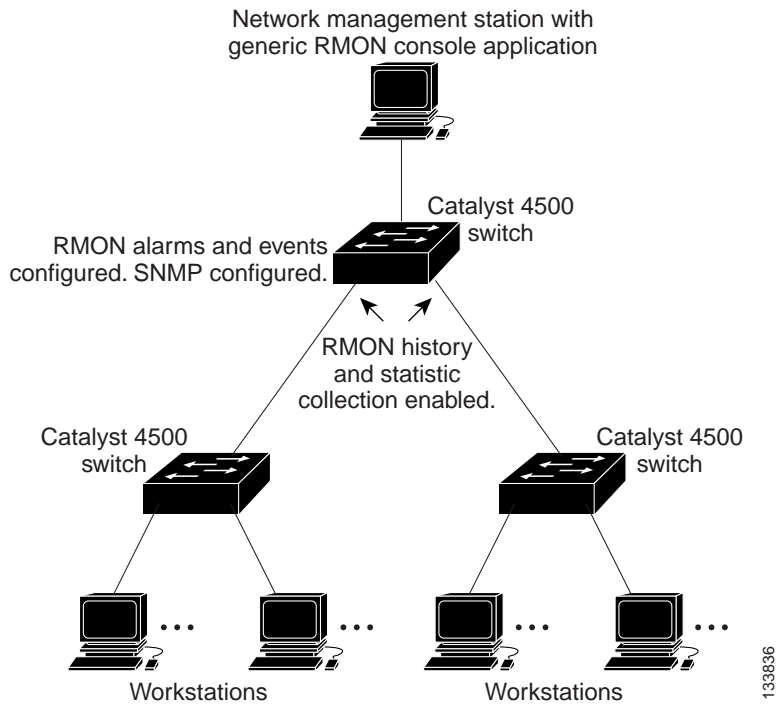 Network management station with
generic RMON console application
Catalyst 4500
switch
RMON alarms and events
configured. SNMP configured.
RMON history
and statistic
collection enabled.
Catalyst 4500
switch
Catalyst 4500
switch
Workstations
Workstations
133836